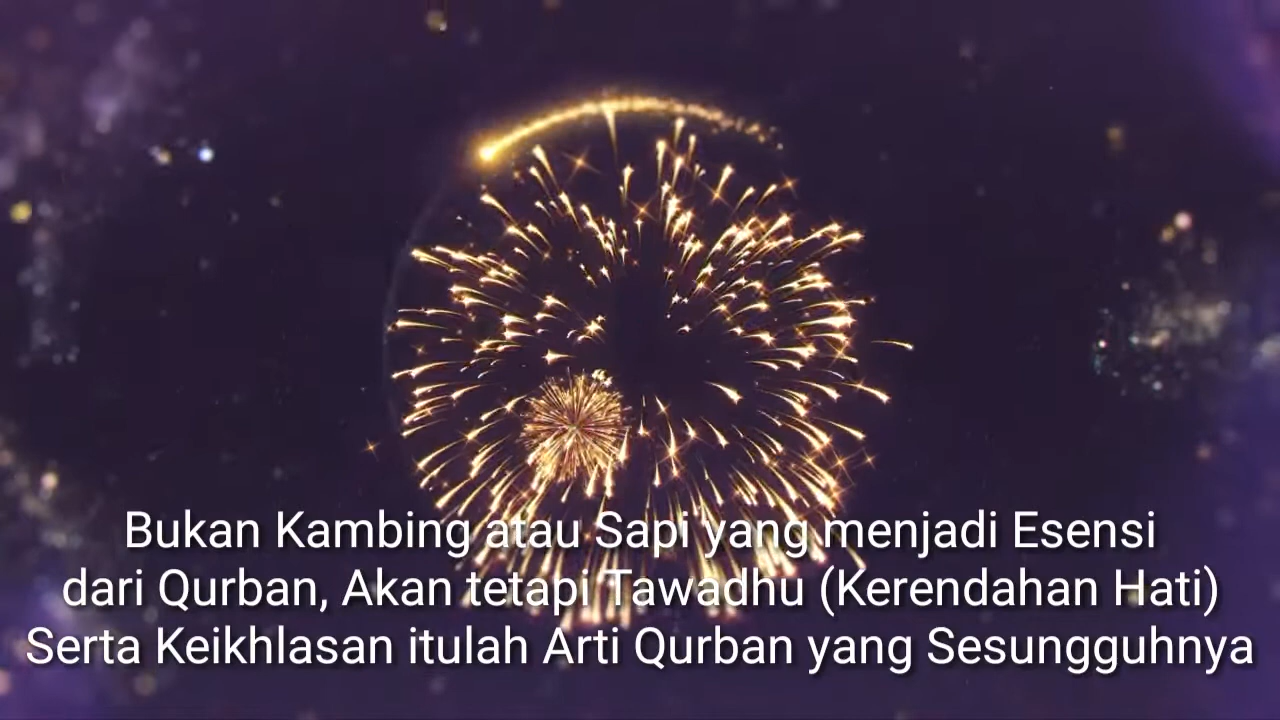 Bukan Kambing atau Sapi yang menjadi Esensi
dari Qurban, Akan tetapi Tawadhu (Kerendahan Hati)
Serta Keikhlasan itulah Arti Qurban yang Sesungguhnya